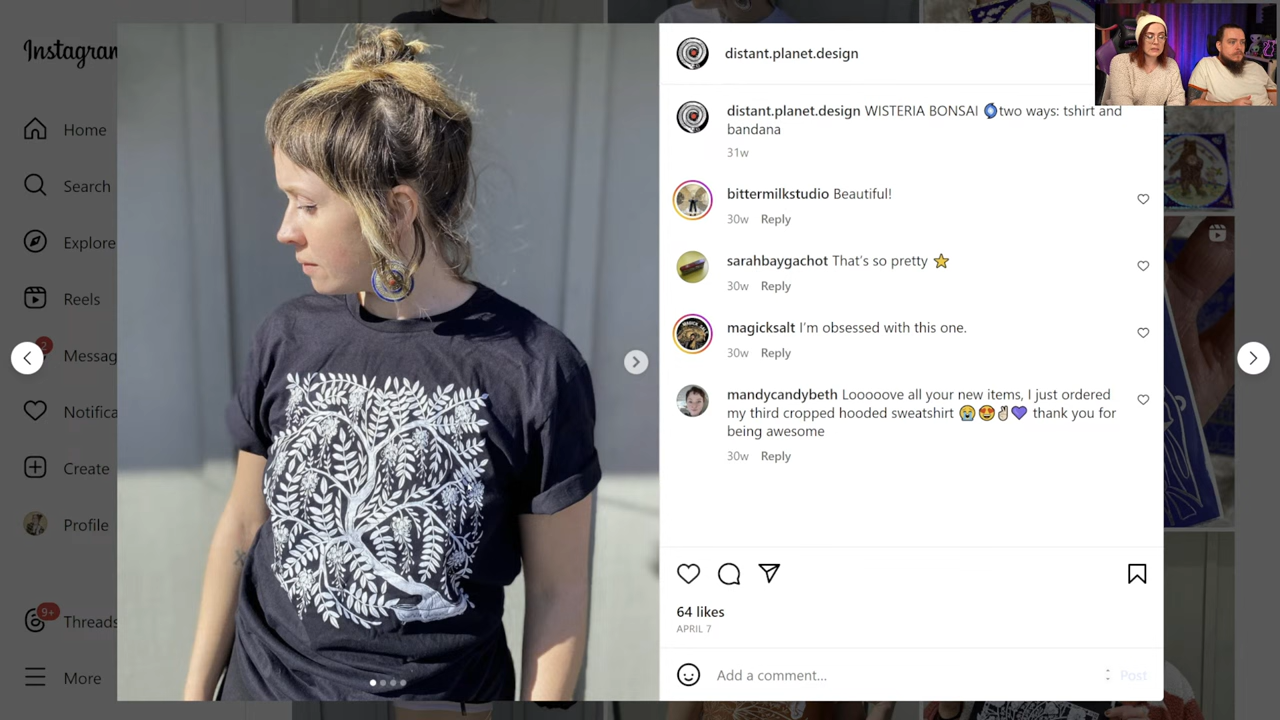 Instagram
Home
Search
Explore
Reels
2
Messag
Notifica
Create
Profile
9+
Threads
More
distant.planet.design
distant.planet.design WISTERIA BONSAI two ways: tshirt and
bandana
31w
bittermilkstudio Beautiful!
30w Reply
sarahbaygachot That's so pretty ⭐
30w Reply
magicksalt I'm obsessed with this one.
30w Reply
mandycandybeth Looooove all your new items, I just ordered
my third cropped hooded sweatshirt 😭😍✌🏻💜 thank you for
being awesome
30w Reply
64 likes
APRIL 7
Add a comment...
Post